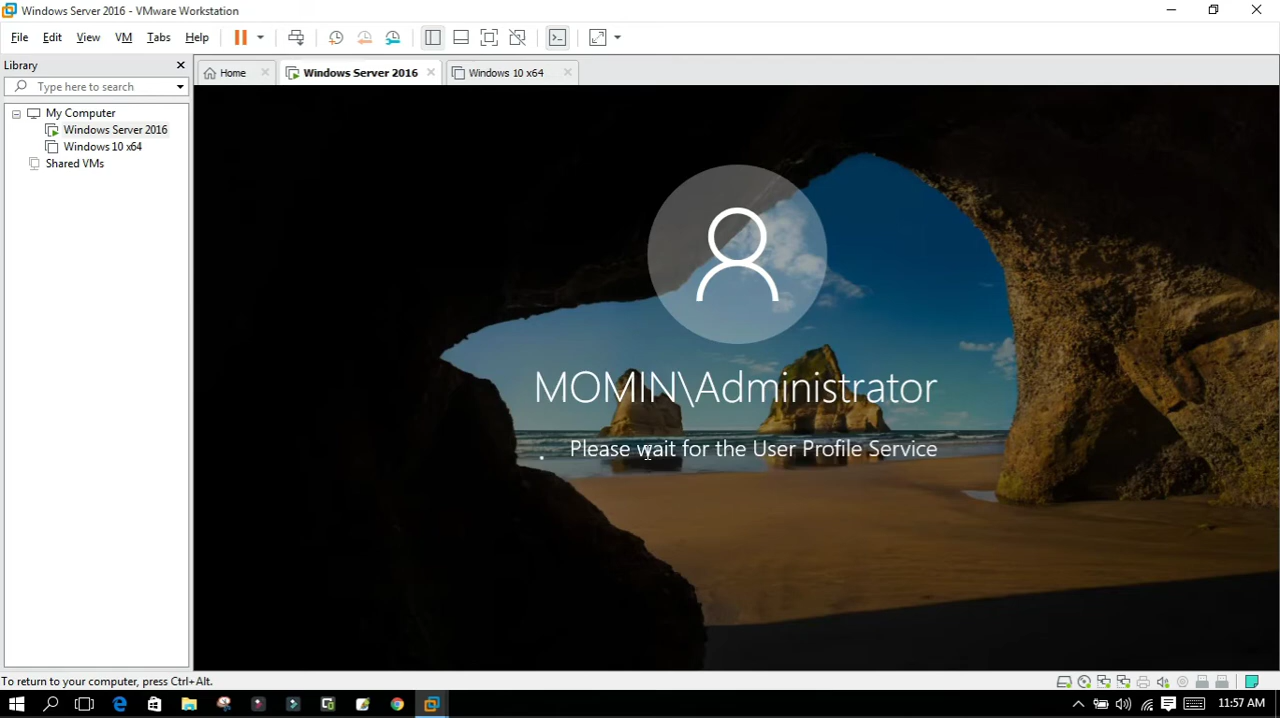 Windows Server 2016 - VMware Workstation
File Edit View VM Tabs Help
Library
Type here to search
My Computer
Windows Server 2016
Windows 10 x64
Shared VMs
Home
Windows Server 2016
Windows 10 x64
MOMIN\Administrator
Please wait for the User Profile Service
To return to your computer, press Ctrl+Alt.
11:57 AM